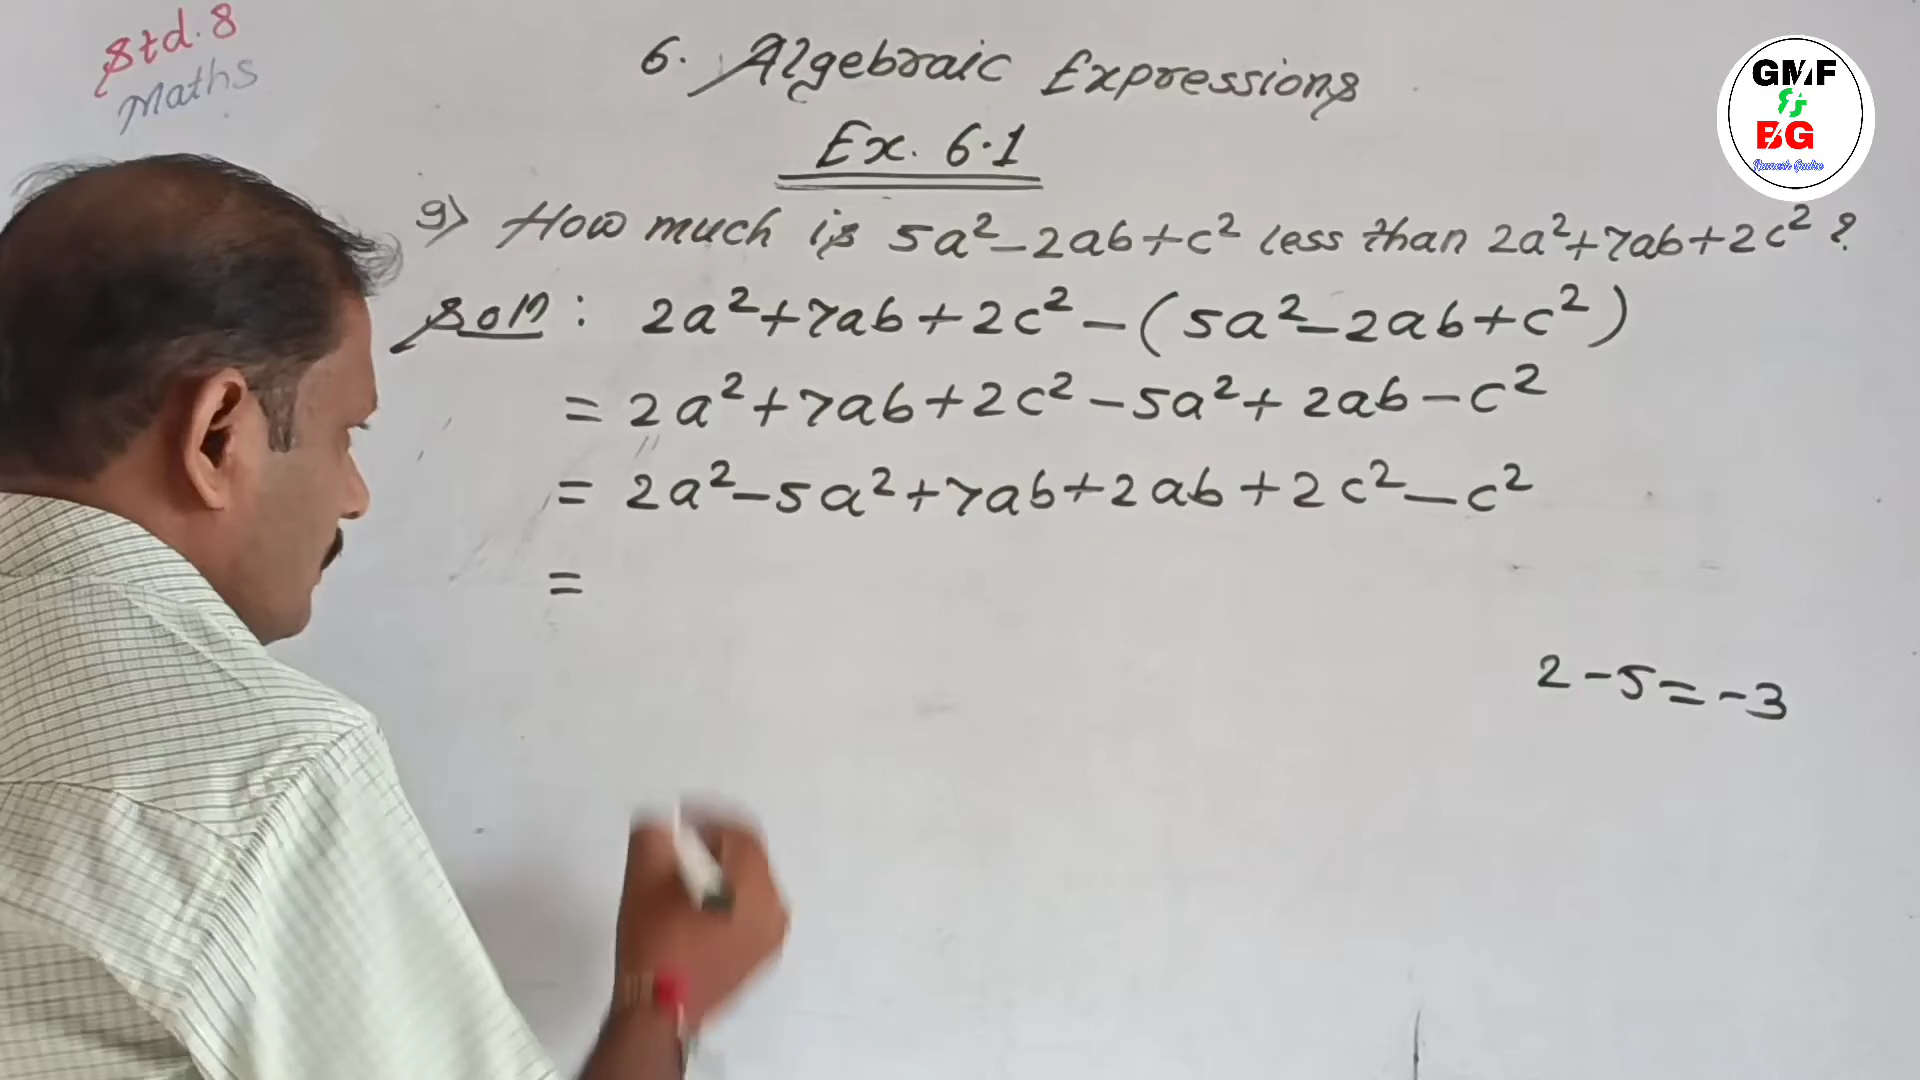 Std. 8
Maths
6. Algebraic Expressions
Ex. 6.1
GMF
&
BG
Ramesh Gudre
9) How much is 5a²-2ab+c² less than 2a²+7ab+2c²?
Soln: 2a²+7ab+2c²-(5a²-2ab+c²)
= 2a²+7ab+2c²-5a²+2ab-c²
= 2a²-5a²+7ab+2ab+2c²-c²
=
2-5=-3